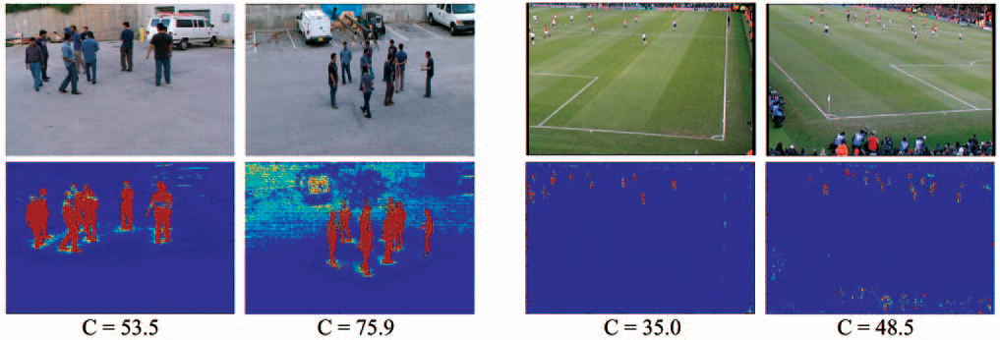 C = 53.5
C = 75.9
C = 35.0
C = 48.5